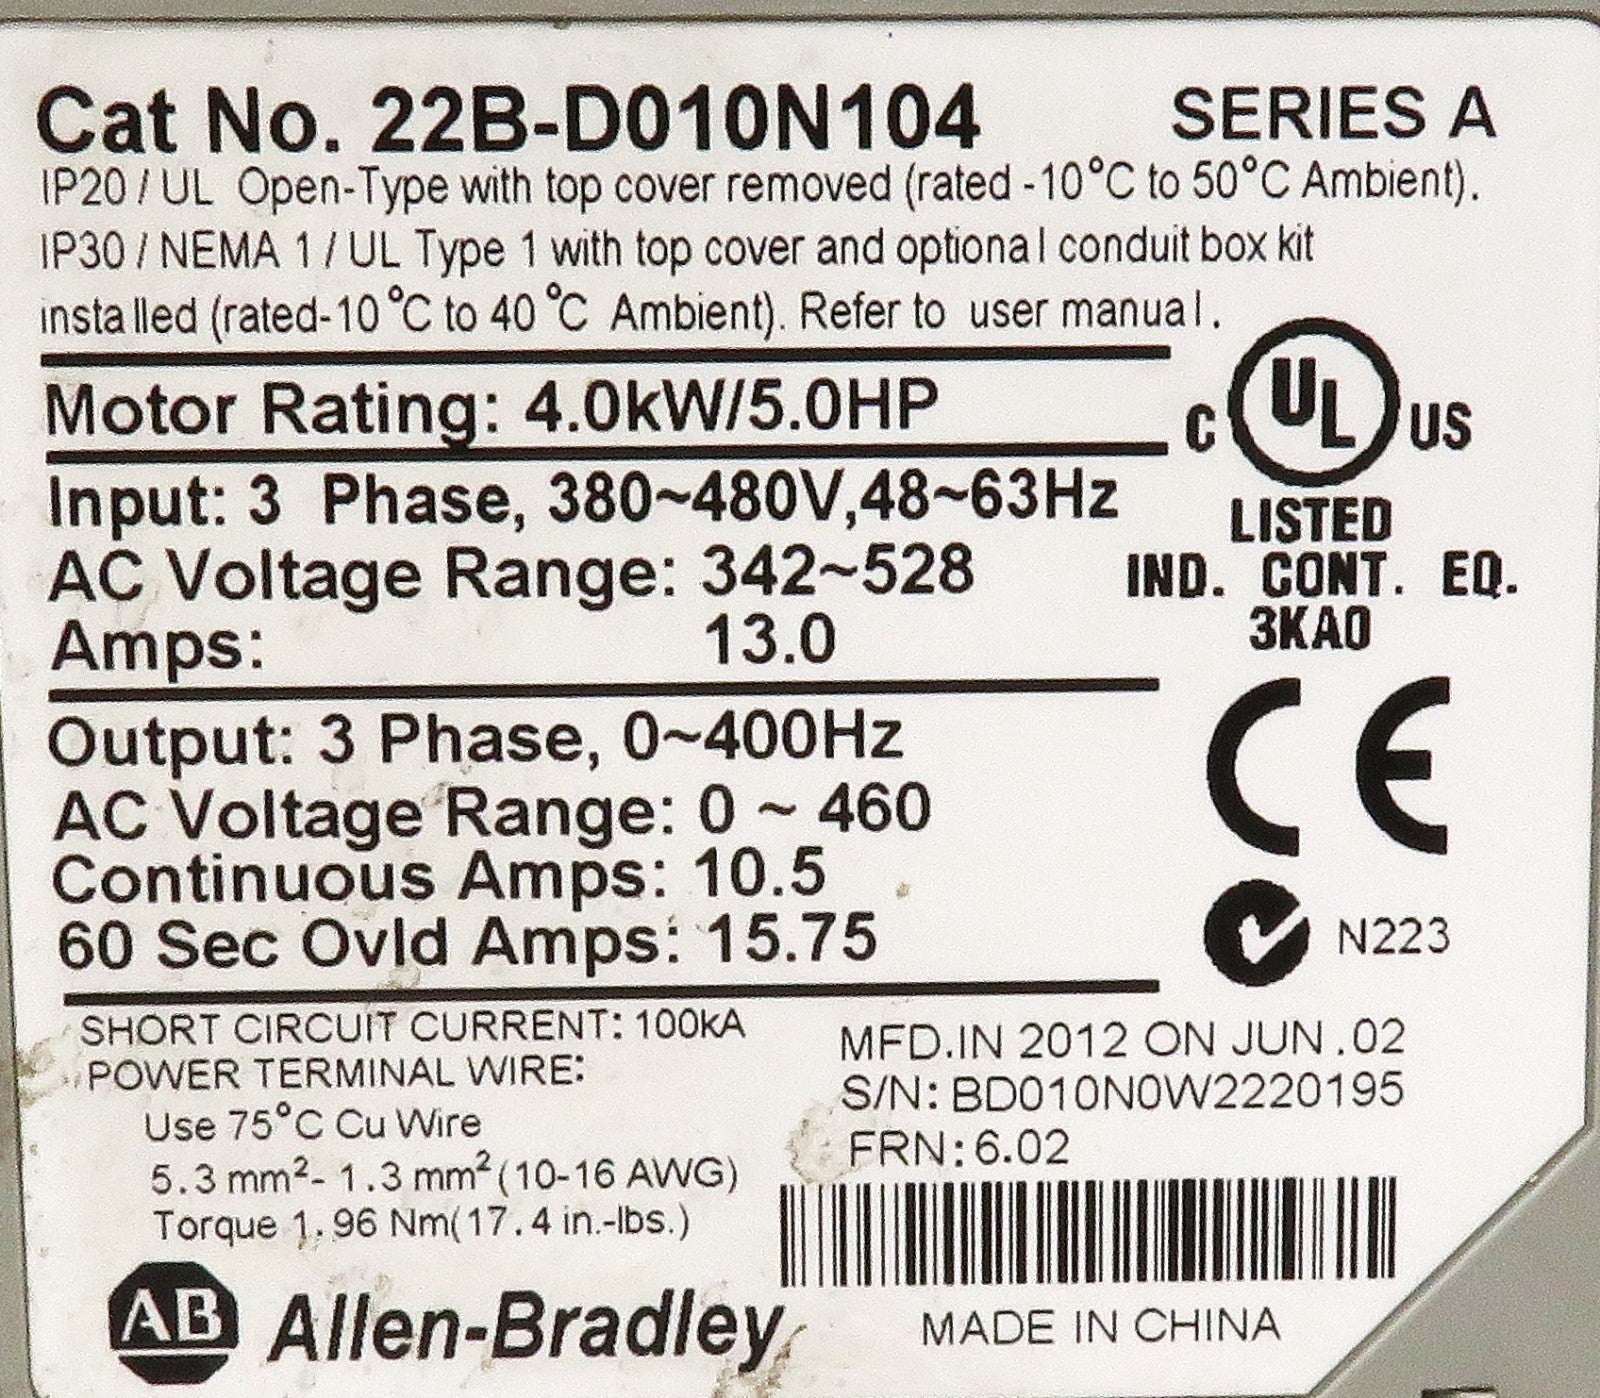 Cat No. 22B-D010N104 SERIES A
IP20 / UL Open-Type with top cover removed (rated -10°C to 50°C Ambient).
IP30 / NEMA 1 / UL Type 1 with top cover and optional conduit box kit
installed (rated-10°C to 40°C Ambient). Refer to user manual.
Motor Rating: 4.0kW/5.0HP
C UL US
LISTED
IND. CONT. EQ.
3KA0
Input: 3 Phase, 380~480V,48~63Hz
AC Voltage Range: 342~528
Amps: 13.0
Output: 3 Phase, 0~400Hz
AC Voltage Range: 0 ~ 460
Continuous Amps: 10.5
60 Sec Ovld Amps: 15.75
CE
N223
SHORT CIRCUIT CURRENT: 100kA
POWER TERMINAL WIRE:
Use 75°C Cu Wire
5.3 mm²- 1.3 mm² (10-16 AWG)
Torque 1.96 Nm(17.4 in.-lbs.)
MFD.IN 2012 ON JUN.02
S/N: BD010N0W2220195
FRN: 6.02
AB Allen-Bradley
MADE IN CHINA